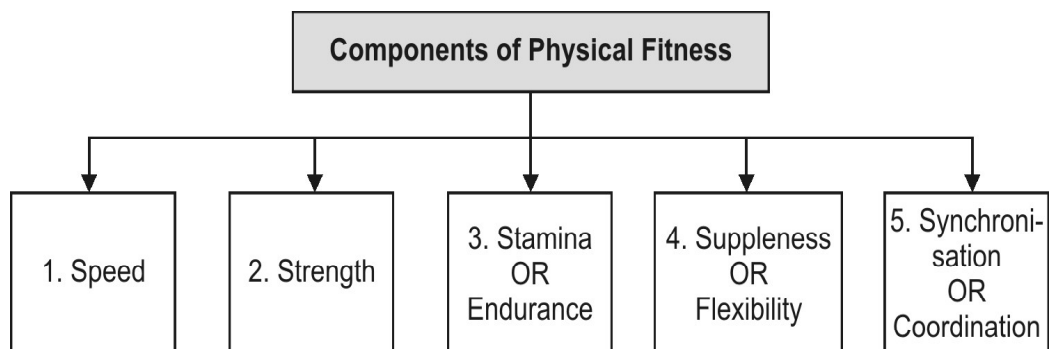 Components of Physical Fitness
1. Speed
2. Strength
3. Stamina
OR
Endurance
4. Suppleness
OR
Flexibility
5. Synchroni-
sation
OR
Coordination